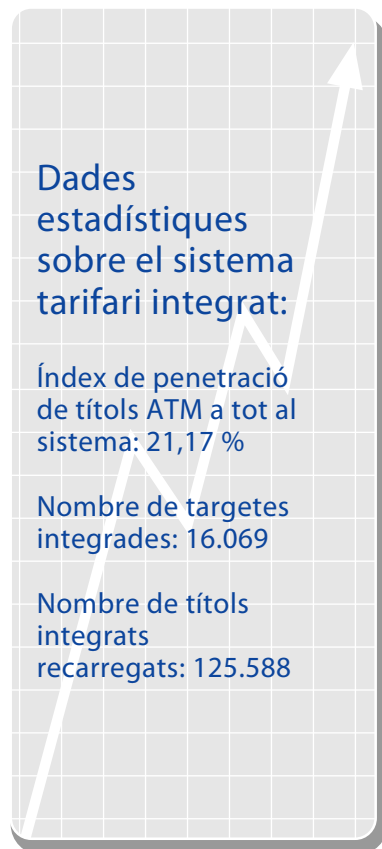 Dades
estadístiques
sobre el sistema
tarifari integrat:
Índex de penetració
de títols ATM a tot al
sistema: 21,17 %
Nombre de targetes
integrades: 16.069
Nombre de títols
integrats
recarregats: 125.588